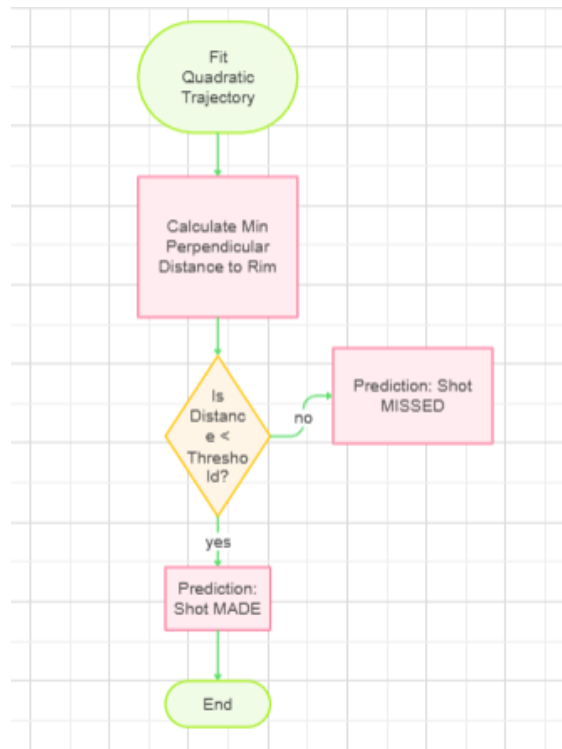 Fit
Quadratic
Trajectory
Calculate Min
Perpendicular
Distance to Rim
Is
Distanc
e <
Thresho
ld?
no
Prediction: Shot
MISSED
yes
Prediction:
Shot MADE
End